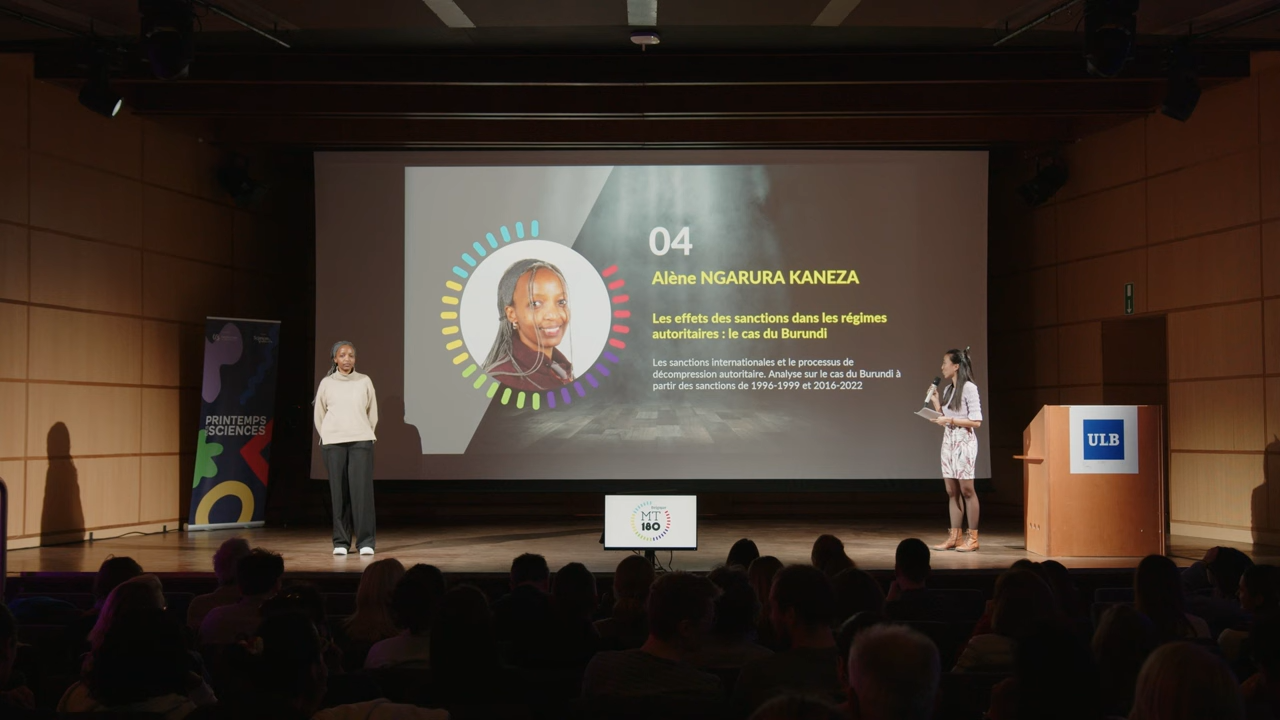 04
Alène NGARURA KANEZA
Les effets des sanctions dans les régimes
autoritaires : le cas du Burundi
Les sanctions internationales et le processus de
décompression autoritaire. Analyse sur le cas du Burundi à
partir des sanctions de 1996-1999 et 2016-2022
PRINTEMPS
DES SCIENCES
ULB
MT
180